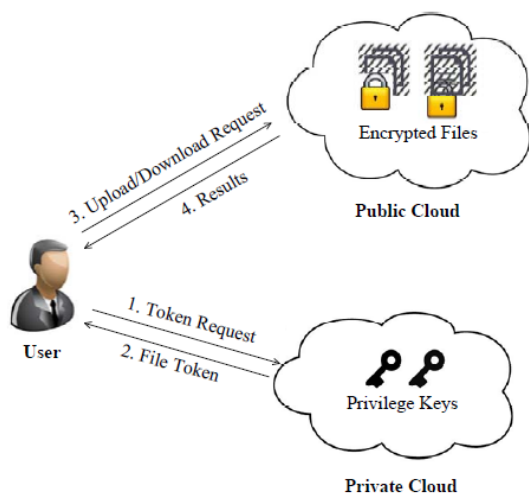 Encrypted Files
Public Cloud
3. Upload/Download Request
4. Results
User
1. Token Request
2. File Token
Privilege Keys
Private Cloud